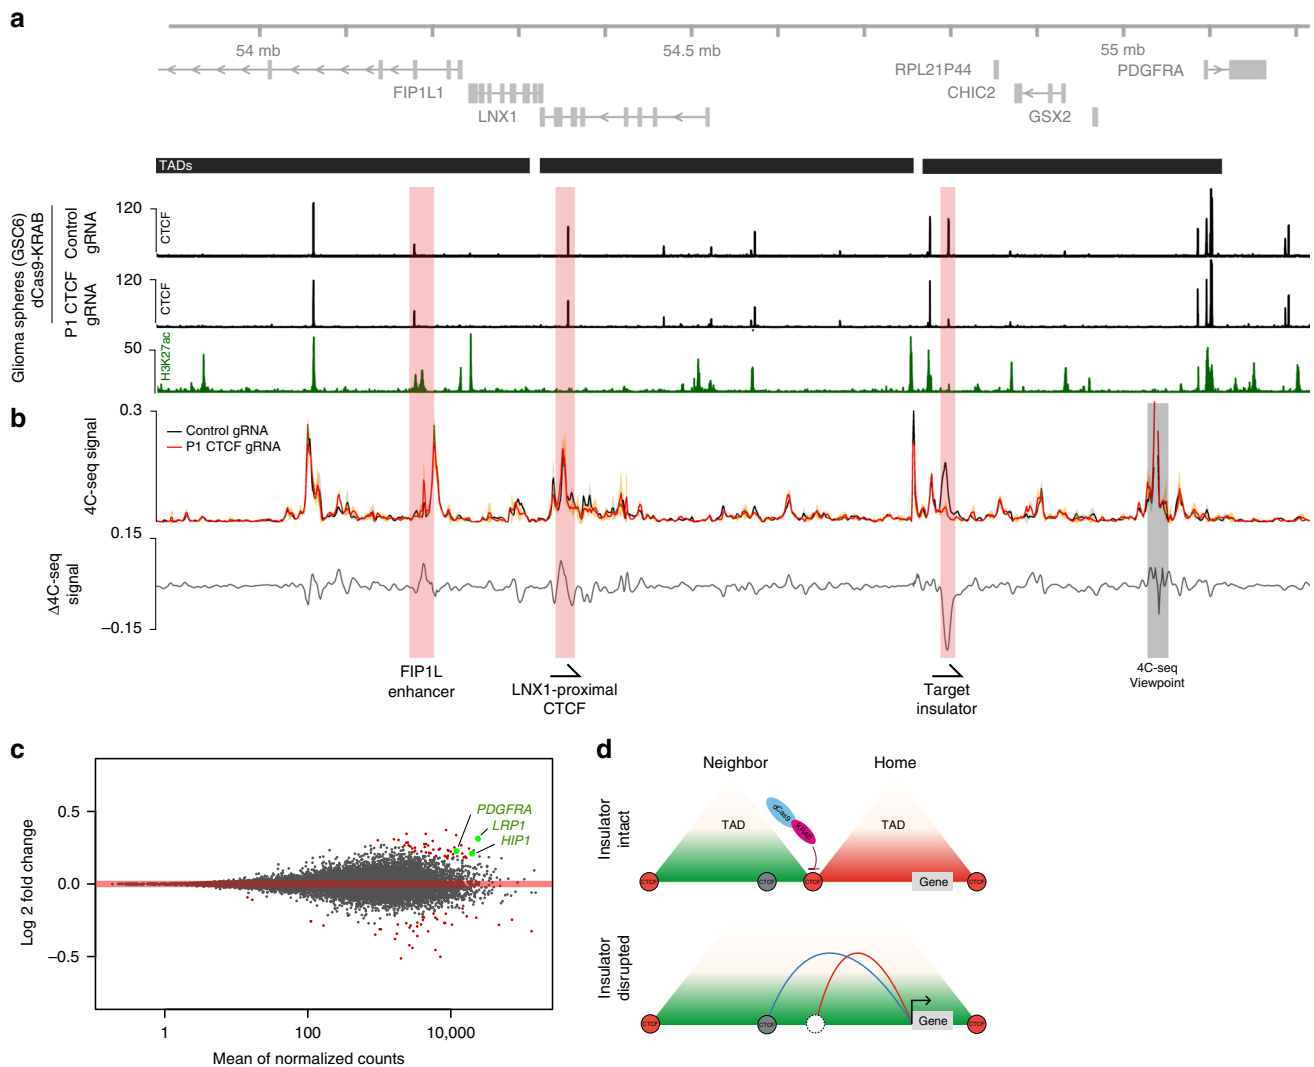 a
54 mb
54.5 mb
55 mb
FIP1L1
LNX1
RPL21P44
CHIC2
GSX2
PDGFRA
TADs
Glioma spheres (GSC6)
dCas9-KRAB
Control
gRNA
120
CTCF
P1 CTCF
gRNA
120
CTCF
50
H3K27ac
b
0.3
4C-seq signal
Control gRNA
P1 CTCF gRNA
0.15
Δ4C-seq
signal
−0.15
FIP1L
enhancer
LNX1-proximal
CTCF
Target
insulator
4C-seq
Viewpoint
c
Log 2 fold change
0.5
0.0
−0.5
PDGFRA
LRP1
HIP1
1
100
10,000
Mean of normalized counts
d
Neighbor
Home
Insulator
intact
TAD
dCas9
KRAB
TAD
CTCF
CTCF
CTCF
Gene
CTCF
Insulator
disrupted
CTCF
CTCF
Gene
CTCF